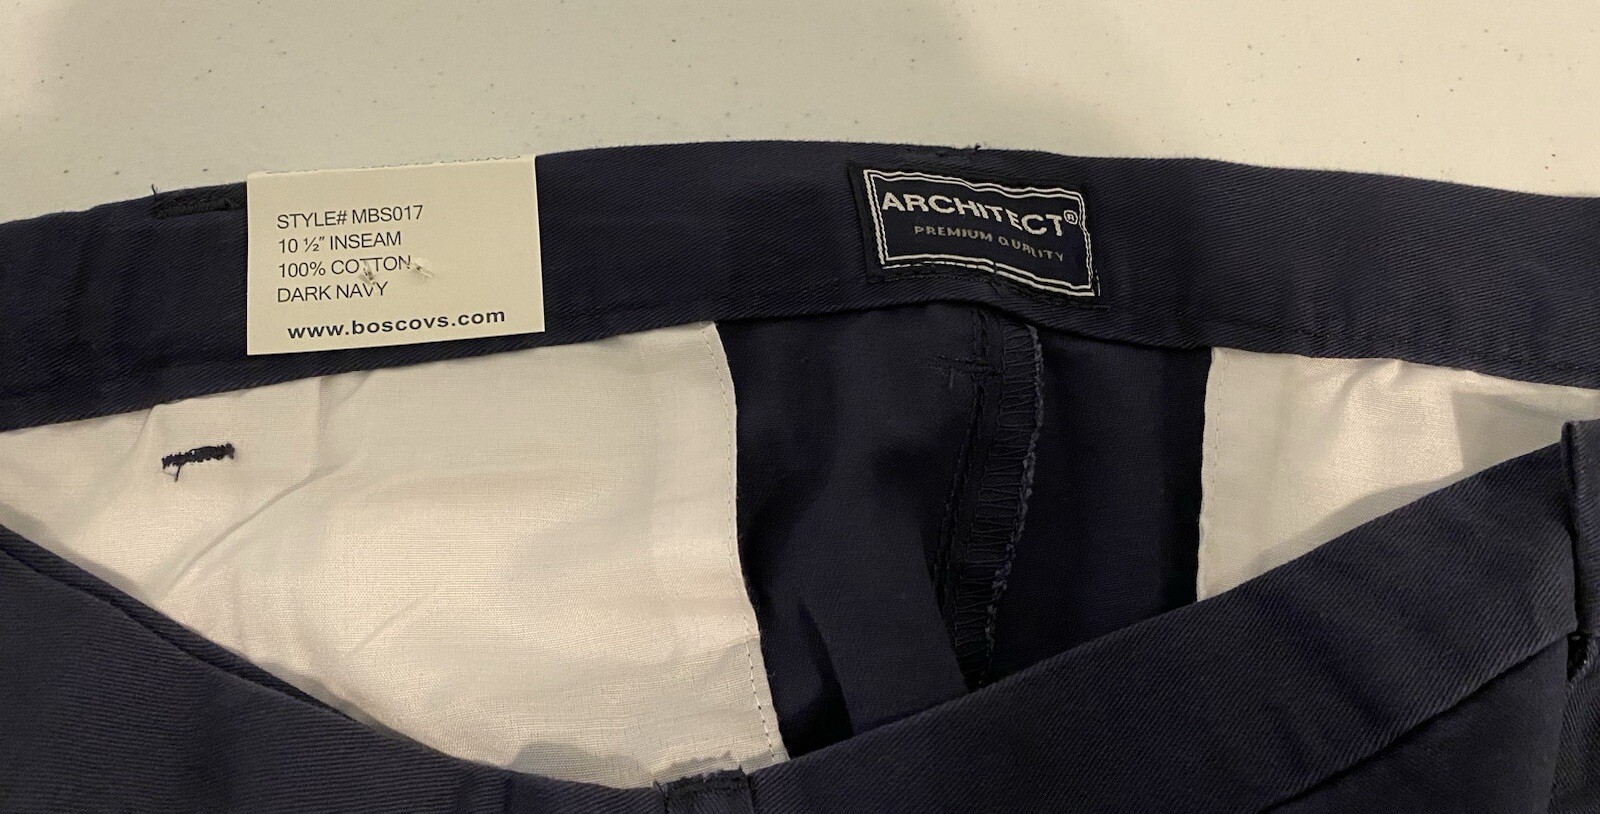 STYLE# MBS017
10 ½" INSEAM
100% COTTON
DARK NAVY
www.boscovs.com
ARCHITECT®
PREMIUM QUALITY